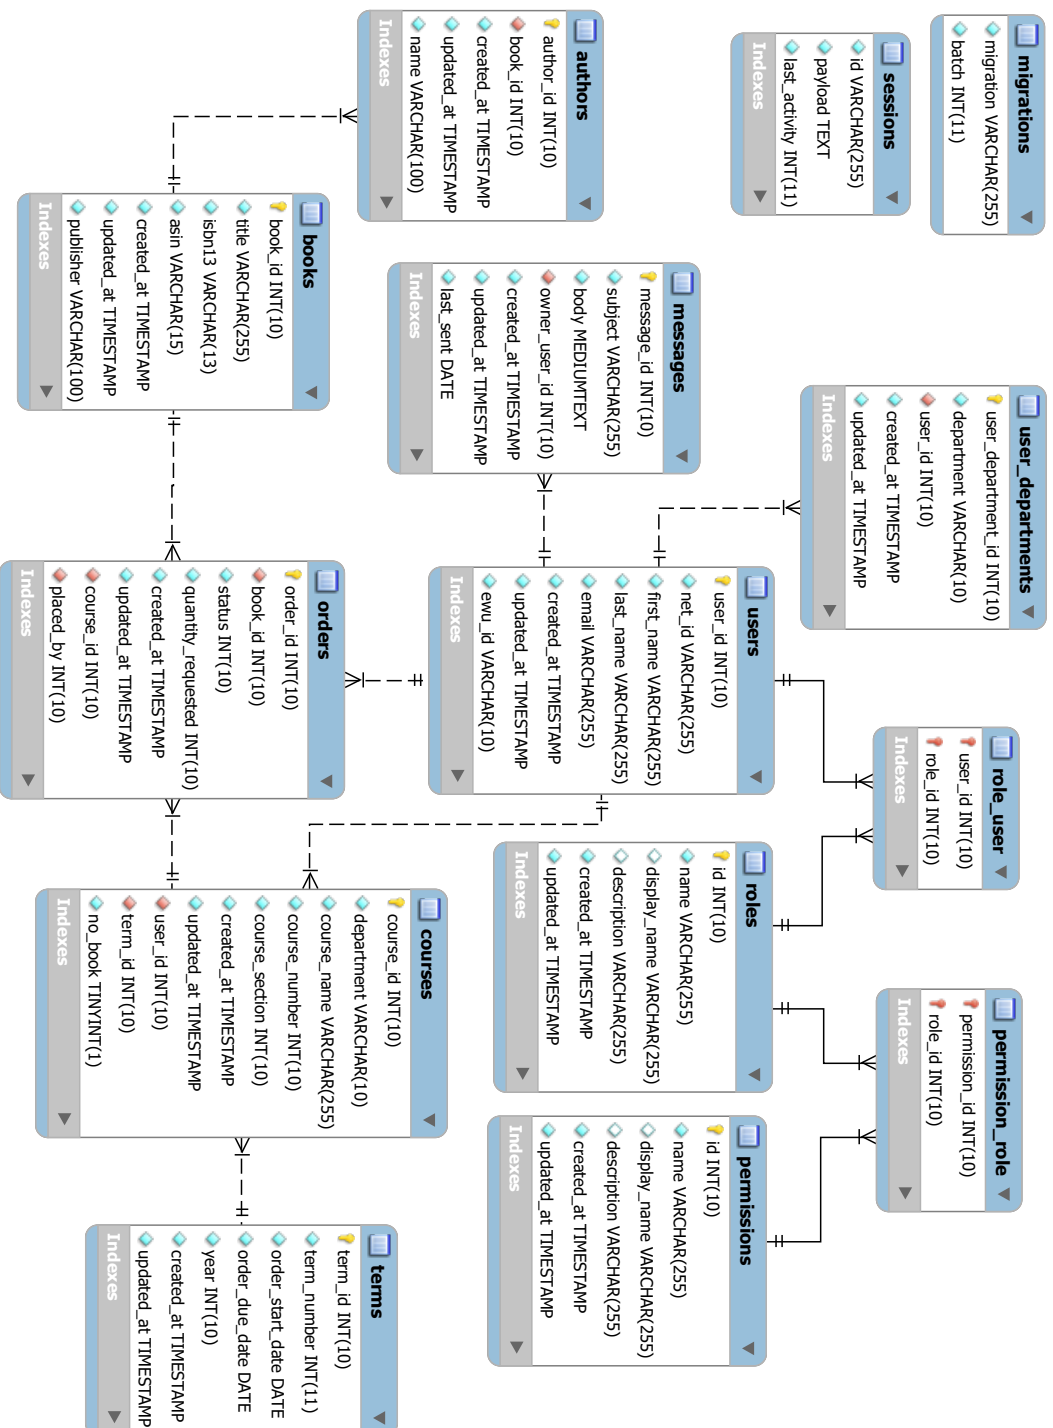 migrations
migration VARCHAR(255)
batch INT(11)
sessions
id VARCHAR(255)
payload TEXT
last_activity INT(11)
Indexes
authors
author_id INT(10)
book_id INT(10)
created_at TIMESTAMP
updated_at TIMESTAMP
name VARCHAR(100)
Indexes
user_departments
user_department_id INT(10)
department VARCHAR(10)
user_id INT(10)
created_at TIMESTAMP
updated_at TIMESTAMP
Indexes
messages
message_id INT(10)
subject VARCHAR(255)
body MEDIUMTEXT
owner_user_id INT(10)
created_at TIMESTAMP
updated_at TIMESTAMP
last_sent DATE
Indexes
books
book_id INT(10)
title VARCHAR(255)
isbn13 VARCHAR(13)
asin VARCHAR(15)
created_at TIMESTAMP
updated_at TIMESTAMP
publisher VARCHAR(100)
Indexes
role_user
user_id INT(10)
role_id INT(10)
Indexes
users
user_id INT(10)
net_id VARCHAR(255)
first_name VARCHAR(255)
last_name VARCHAR(255)
email VARCHAR(255)
created_at TIMESTAMP
updated_at TIMESTAMP
ewu_id VARCHAR(10)
Indexes
orders
order_id INT(10)
book_id INT(10)
status INT(10)
quantity_requested INT(10)
created_at TIMESTAMP
updated_at TIMESTAMP
course_id INT(10)
placed_by INT(10)
Indexes
permission_role
permission_id INT(10)
role_id INT(10)
Indexes
roles
id INT(10)
name VARCHAR(255)
display_name VARCHAR(255)
description VARCHAR(255)
created_at TIMESTAMP
updated_at TIMESTAMP
Indexes
courses
course_id INT(10)
department VARCHAR(10)
course_name VARCHAR(255)
course_number INT(10)
course_section INT(10)
created_at TIMESTAMP
updated_at TIMESTAMP
user_id INT(10)
term_id INT(10)
no_book TINYINT(1)
Indexes
permissions
id INT(10)
name VARCHAR(255)
display_name VARCHAR(255)
description VARCHAR(255)
created_at TIMESTAMP
updated_at TIMESTAMP
Indexes
terms
term_id INT(10)
term_number INT(11)
order_start_date DATE
order_due_date DATE
year INT(10)
created_at TIMESTAMP
updated_at TIMESTAMP
Indexes